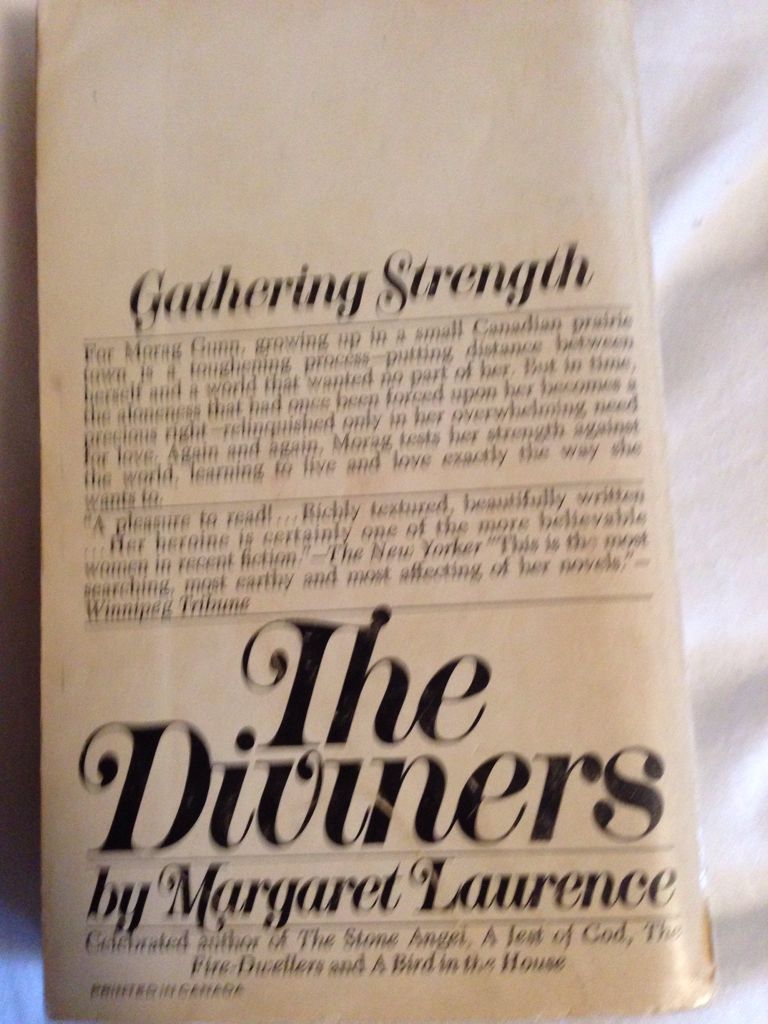 Gathering Strength
For Morag Gunn, growing up in a small Canadian prairie
town is a toughening process—putting distance between
herself and a world that wanted no part of her. But in time,
the aloneness that had once been forced upon her becomes a
precious right—relinquished only in her overwhelming need
for love. Again and again, Morag tests her strength against
the world, learning to live and love exactly the way she
wants to.
"A pleasure to read! ... Richly textured, beautifully written
... Her heroine is certainly one of the more believable
women in recent fiction."—The New Yorker "This is the most
searching, most earthy and most affecting of her novels."—
Winnipeg Tribune
The
Diviners
by Margaret Laurence
Celebrated author of The Stone Angel, A Jest of God, The
Fire-Dwellers and A Bird in the House
PRINTED IN CANADA